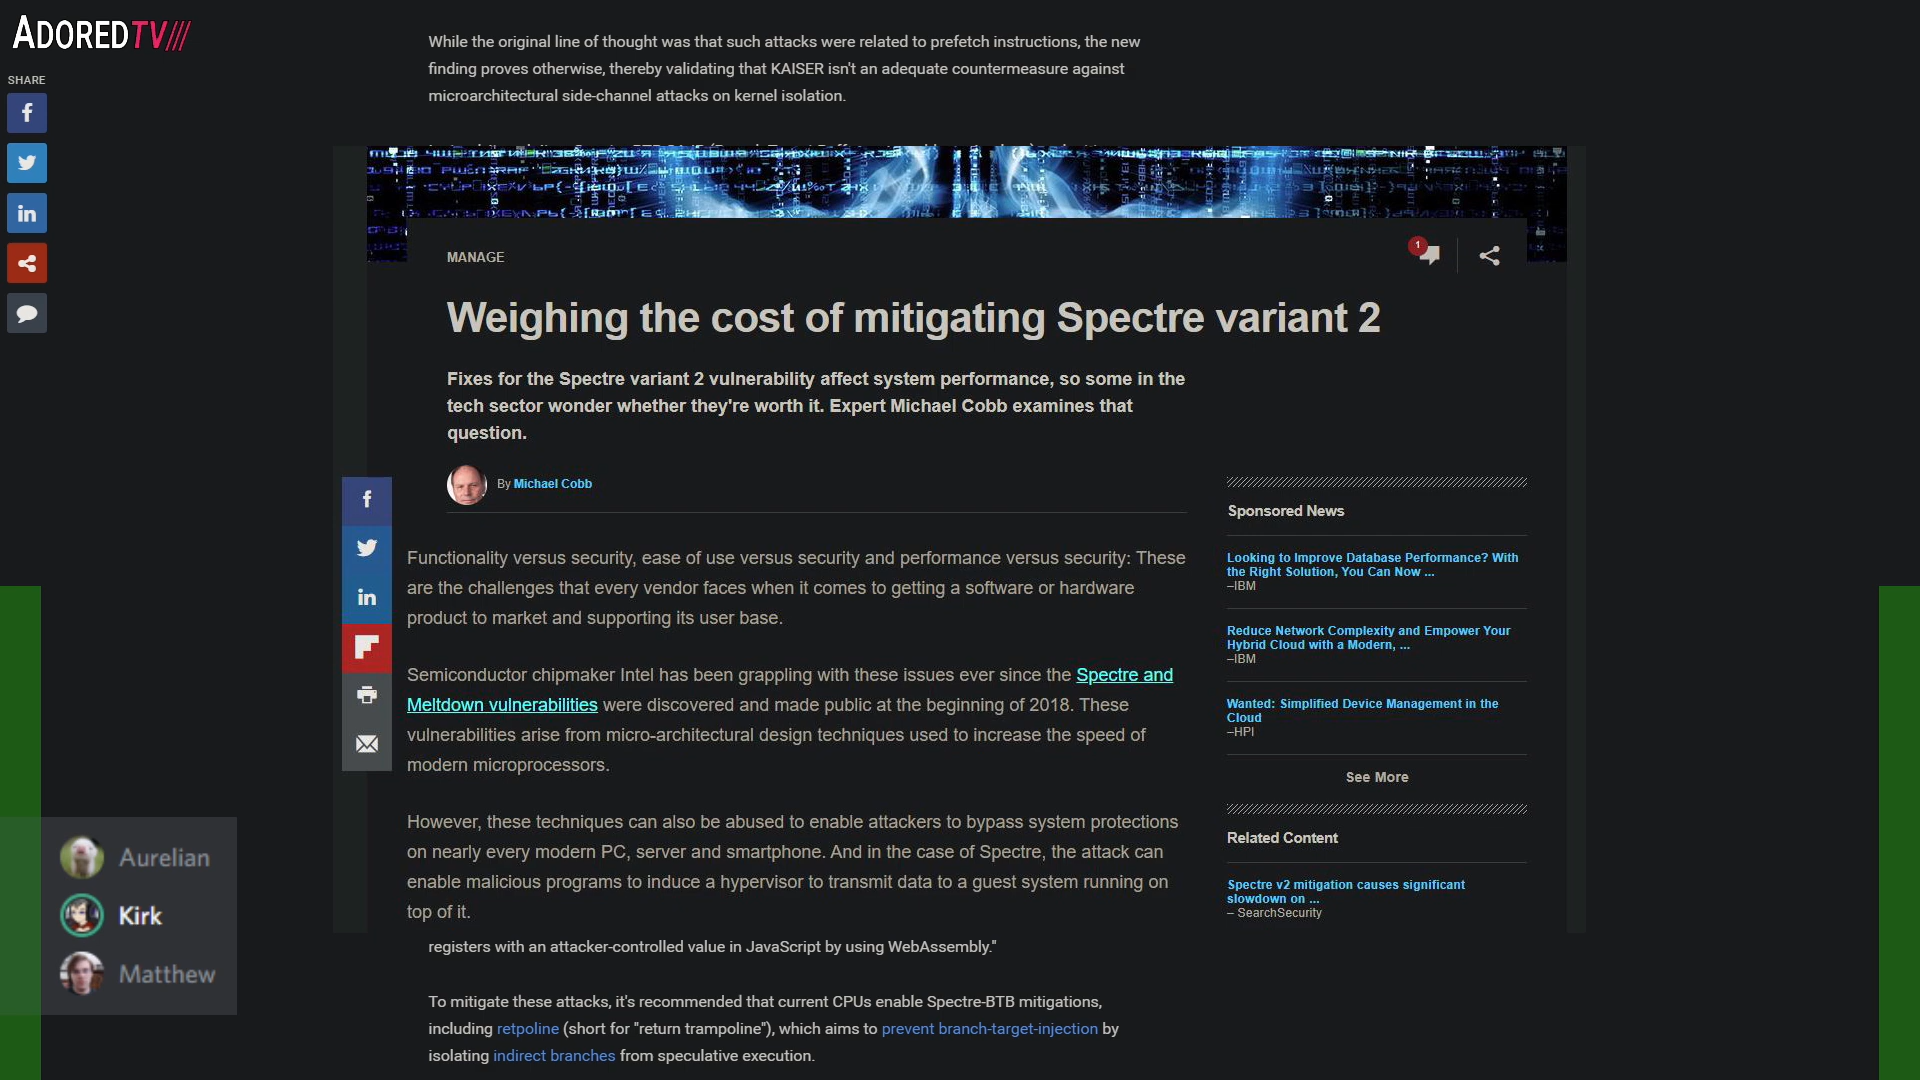 ADOREDTV///
SHARE
While the original line of thought was that such attacks were related to prefetch instructions, the new
finding proves otherwise, thereby validating that KAISER isn't an adequate countermeasure against
microarchitectural side-channel attacks on kernel isolation.
MANAGE
1
Weighing the cost of mitigating Spectre variant 2
Fixes for the Spectre variant 2 vulnerability affect system performance, so some in the
tech sector wonder whether they're worth it. Expert Michael Cobb examines that
question.
By Michael Cobb
Functionality versus security, ease of use versus security and performance versus security: These
are the challenges that every vendor faces when it comes to getting a software or hardware
product to market and supporting its user base.
Semiconductor chipmaker Intel has been grappling with these issues ever since the Spectre and
Meltdown vulnerabilities were discovered and made public at the beginning of 2018. These
vulnerabilities arise from micro-architectural design techniques used to increase the speed of
modern microprocessors.
However, these techniques can also be abused to enable attackers to bypass system protections
on nearly every modern PC, server and smartphone. And in the case of Spectre, the attack can
enable malicious programs to induce a hypervisor to transmit data to a guest system running on
top of it.
Sponsored News
Looking to Improve Database Performance? With
the Right Solution, You Can Now ...
–IBM
Reduce Network Complexity and Empower Your
Hybrid Cloud with a Modern, ...
–IBM
Wanted: Simplified Device Management in the
Cloud
–HPI
See More
Related Content
Spectre v2 mitigation causes significant
slowdown on ...
– SearchSecurity
registers with an attacker-controlled value in JavaScript by using WebAssembly."
To mitigate these attacks, it's recommended that current CPUs enable Spectre-BTB mitigations,
including retpoline (short for "return trampoline"), which aims to prevent branch-target-injection by
isolating indirect branches from speculative execution.
Aurelian
Kirk
Matthew